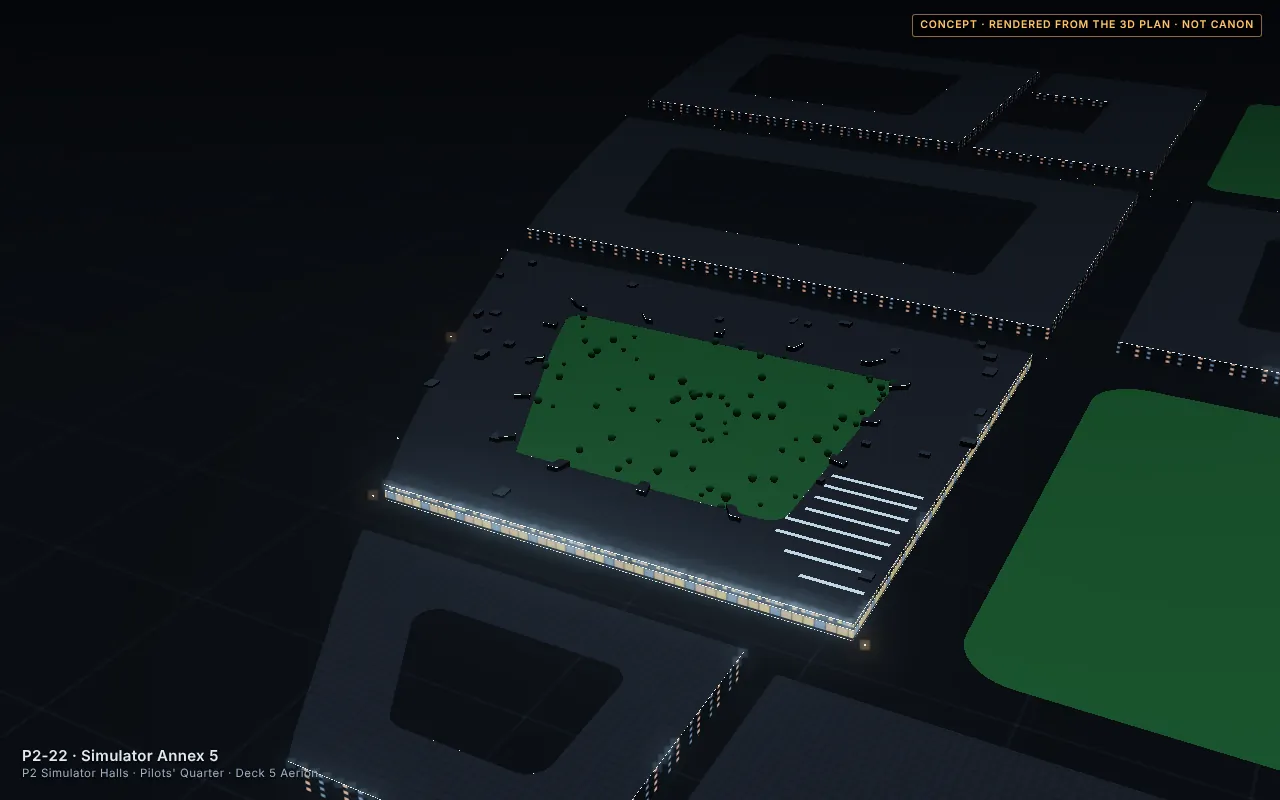 CONCEPT · RENDERED FROM THE 3D PLAN · NOT CANON
P2-22 · Simulator Annex 5
P2 Simulator Halls · Pilots' Quarter · Deck 5 Aerion